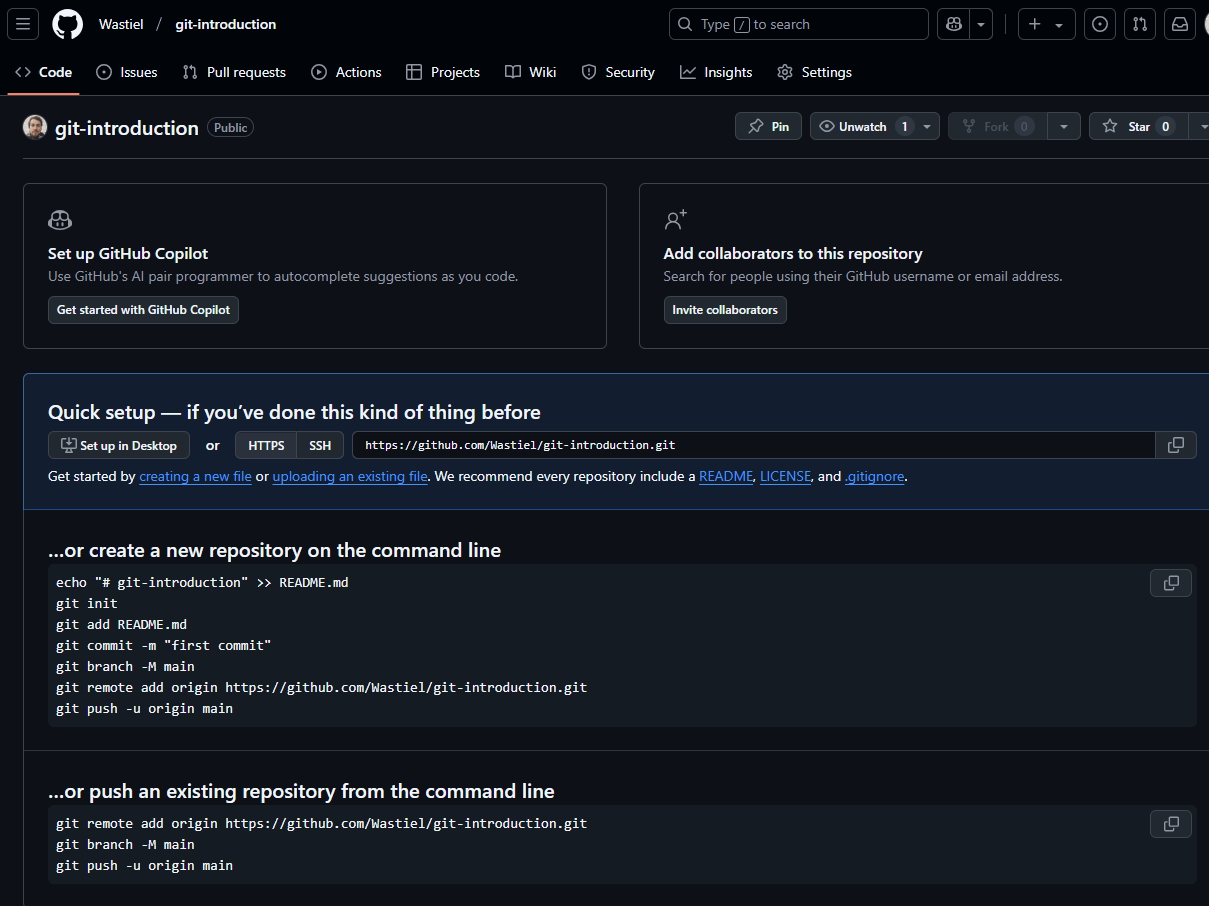 Wastiel / git-introduction
Type / to search
Code
Issues
Pull requests
Actions
Projects
Wiki
Security
Insights
Settings
git-introduction Public
Pin
Unwatch 1
Fork 0
Star 0
Set up GitHub Copilot
Use GitHub's AI pair programmer to autocomplete suggestions as you code.
Get started with GitHub Copilot
Add collaborators to this repository
Search for people using their GitHub username or email address.
Invite collaborators
Quick setup — if you’ve done this kind of thing before
Set up in Desktop or HTTPS SSH https://github.com/Wastiel/git-introduction.git
Get started by creating a new file or uploading an existing file. We recommend every repository include a README, LICENSE, and .gitignore.
…or create a new repository on the command line
echo "# git-introduction" >> README.md
git init
git add README.md
git commit -m "first commit"
git branch -M main
git remote add origin https://github.com/Wastiel/git-introduction.git
git push -u origin main
…or push an existing repository from the command line
git remote add origin https://github.com/Wastiel/git-introduction.git
git branch -M main
git push -u origin main